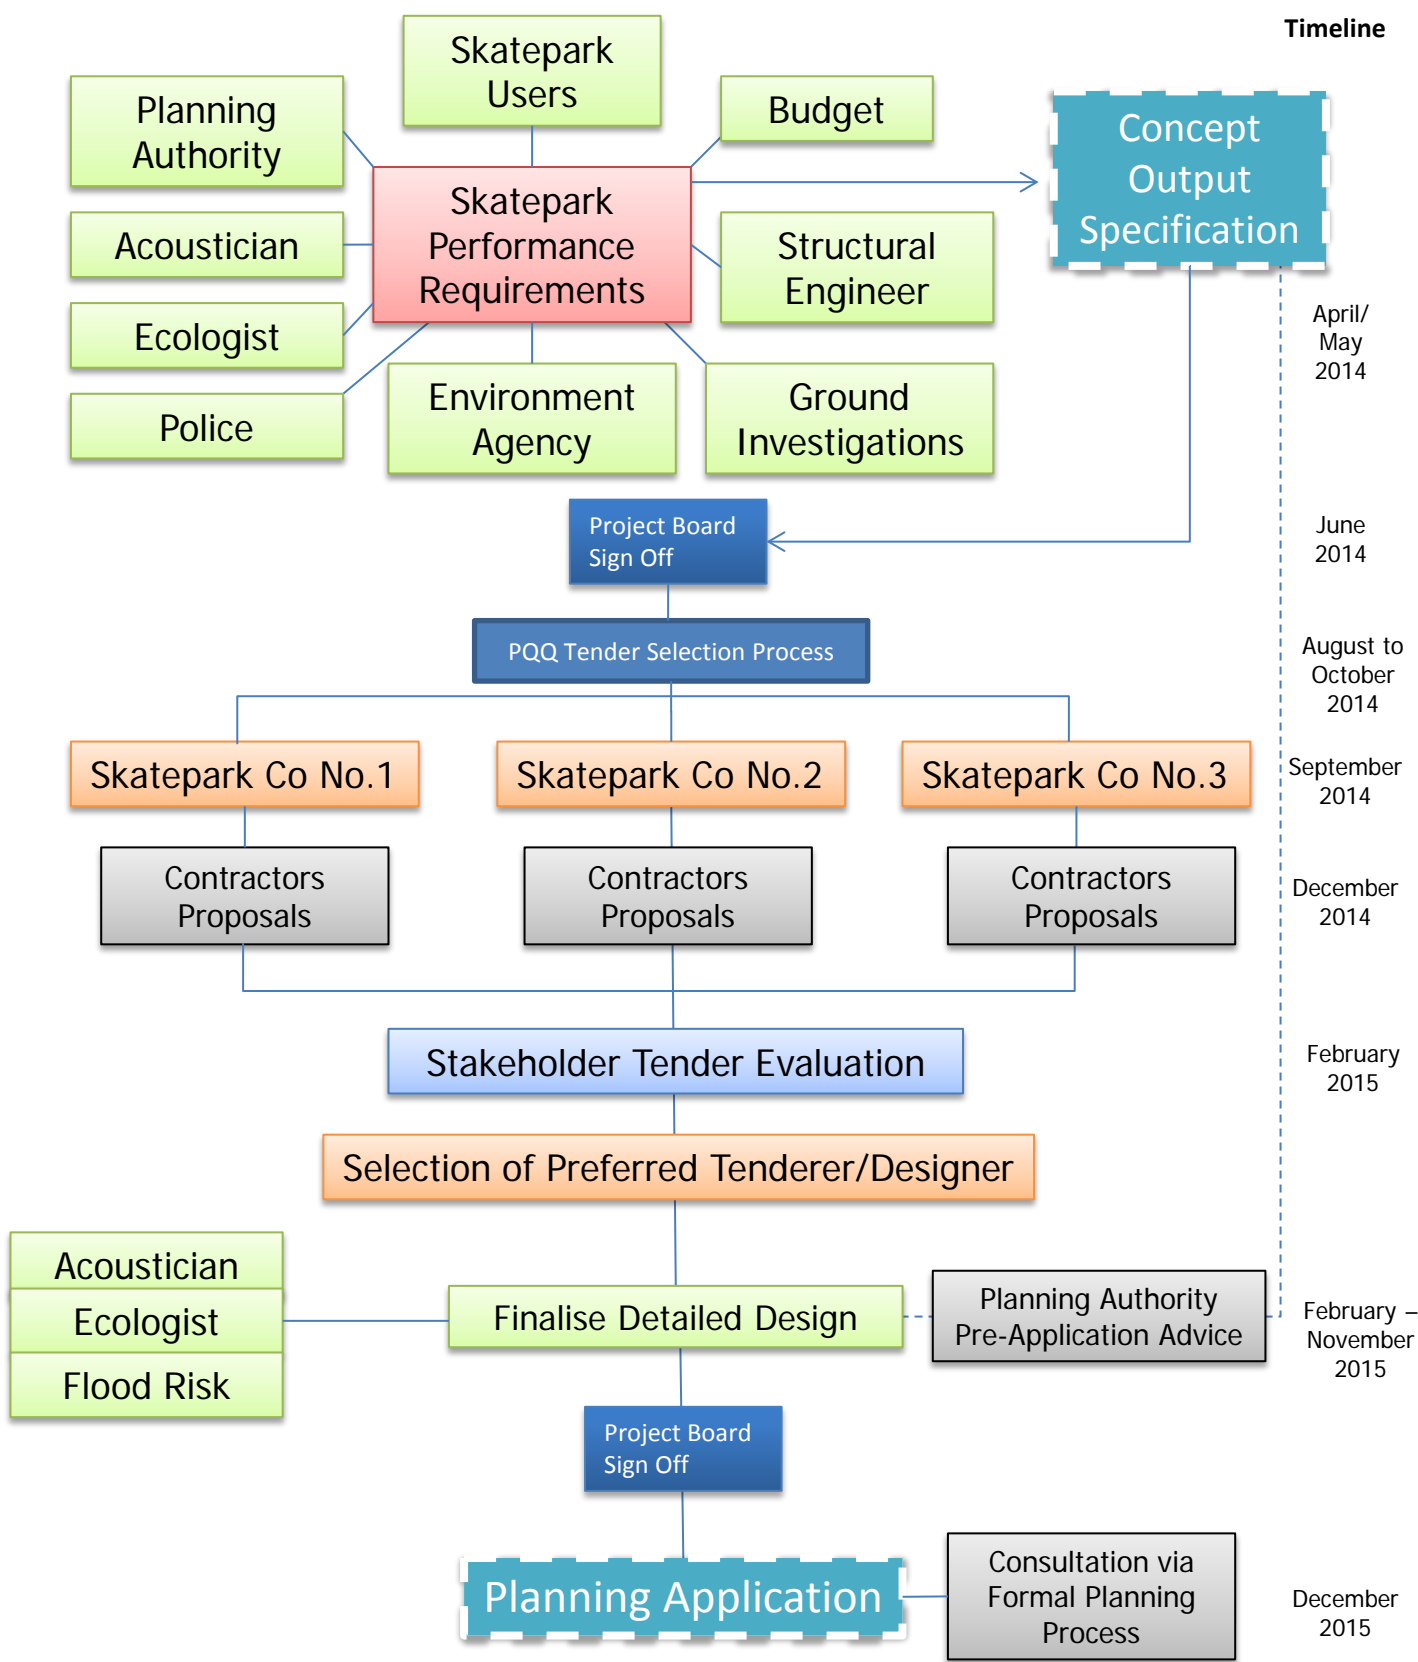 Timeline
Skatepark
Users
Planning
Authority
Budget
Concept
Output
Specification
Skatepark
Performance
Requirements
Acoustician
Structural
Engineer
Ecologist
April/
May
2014
Police
Environment
Agency
Ground
Investigations
Project Board
Sign Off
June
2014
PQQ Tender Selection Process
August to
October
2014
Skatepark Co No.1
Skatepark Co No.2
Skatepark Co No.3
September
2014
Contractors
Proposals
Contractors
Proposals
Contractors
Proposals
December
2014
Stakeholder Tender Evaluation
February
2015
Selection of Preferred Tenderer/Designer
Acoustician
Ecologist
Flood Risk
Finalise Detailed Design
Planning Authority
Pre-Application Advice
February –
November
2015
Project Board
Sign Off
Planning Application
Consultation via
Formal Planning
Process
December
2015